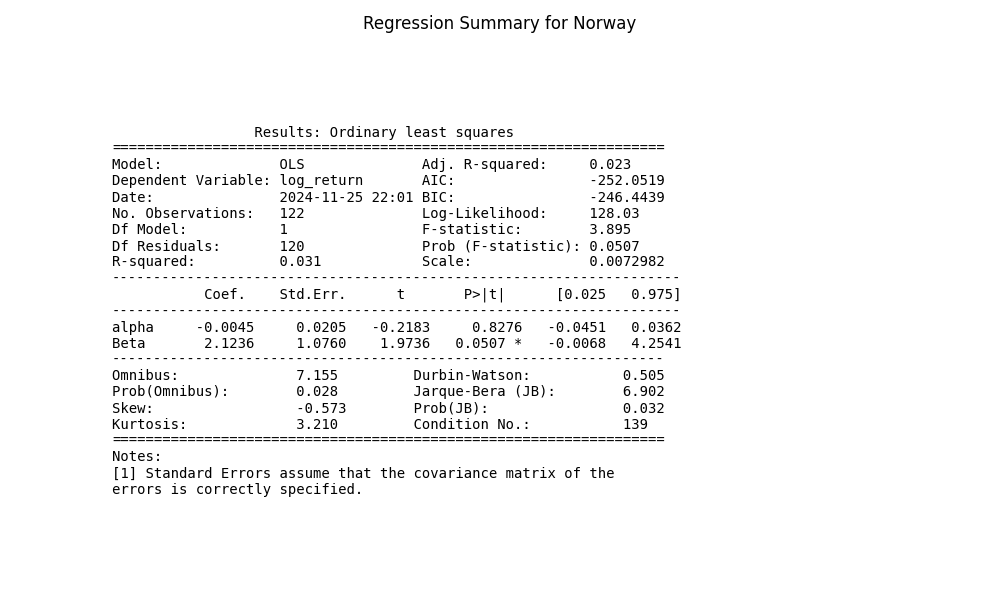 Regression Summary for Norway
Results: Ordinary least squares
==================================================================
Model:              OLS              Adj. R-squared:     0.023
Dependent Variable: log_return       AIC:                -252.0519
Date:               2024-11-25 22:01 BIC:                -246.4439
No. Observations:   122              Log-Likelihood:     128.03
Df Model:           1                F-statistic:        3.895
Df Residuals:       120              Prob (F-statistic): 0.0507
R-squared:          0.031            Scale:              0.0072982
--------------------------------------------------------------------
           Coef.    Std.Err.      t       P>|t|      [0.025   0.975]
--------------------------------------------------------------------
alpha     -0.0045     0.0205   -0.2183     0.8276   -0.0451   0.0362
Beta       2.1236     1.0760    1.9736   0.0507 *   -0.0068   4.2541
------------------------------------------------------------------
Omnibus:              7.155         Durbin-Watson:           0.505
Prob(Omnibus):        0.028         Jarque-Bera (JB):        6.902
Skew:                 -0.573        Prob(JB):                0.032
Kurtosis:             3.210         Condition No.:           139
==================================================================
Notes:
[1] Standard Errors assume that the covariance matrix of the
errors is correctly specified.